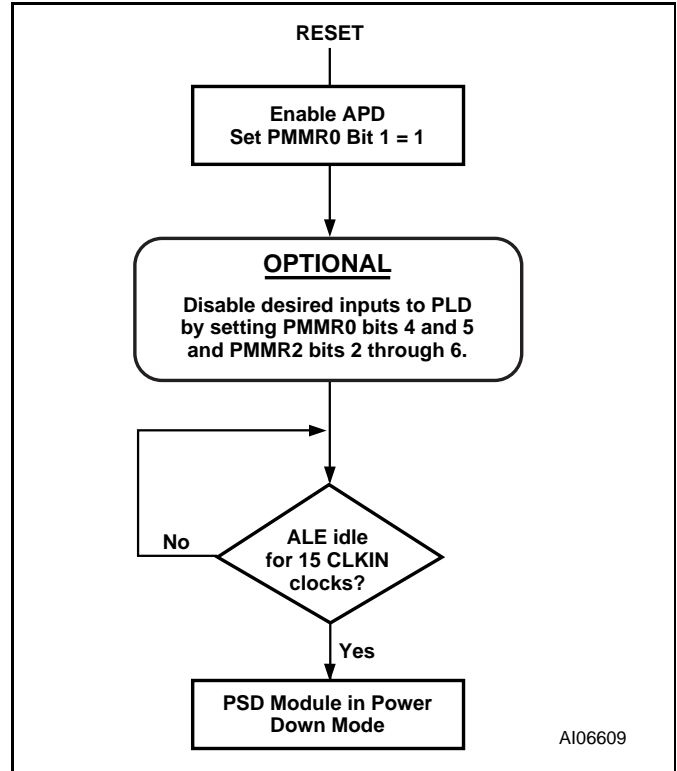 RESET
Enable APD
Set PMMR0 Bit 1 = 1
OPTIONAL
Disable desired inputs to PLD
by setting PMMR0 bits 4 and 5
and PMMR2 bits 2 through 6.
No
ALE idle
for 15 CLKIN
clocks?
Yes
PSD Module in Power
Down Mode
AI06609